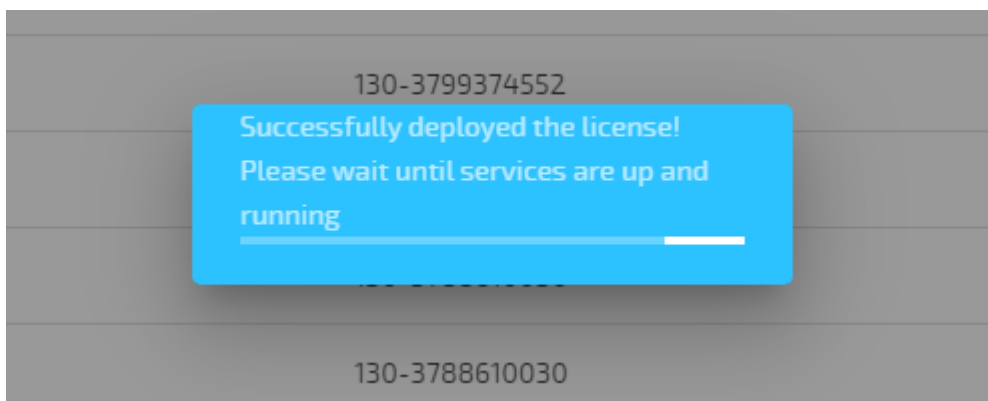 130-3799374552
Successfully deployed the license!
Please wait until services are up and
running
130-3788610030